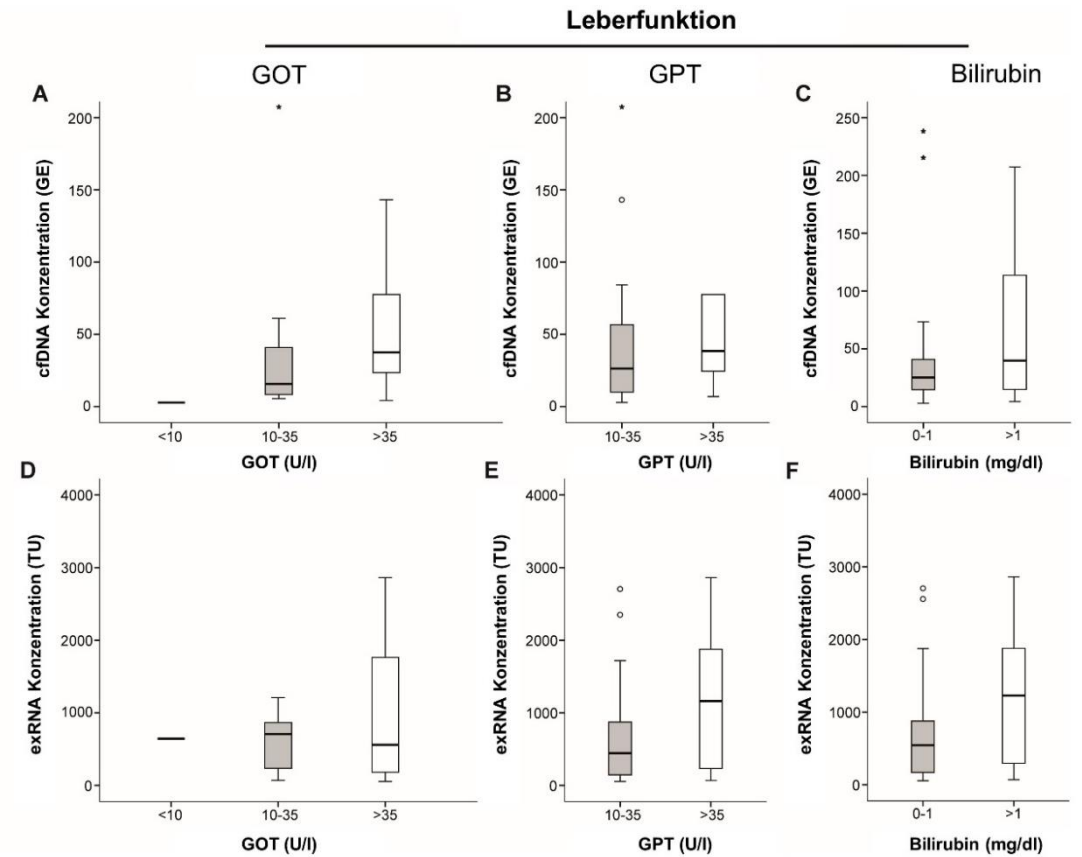 Leberfunktion
GOT
GPT
Bilirubin
A
cfDNA Konzentration (GE)
200
150
100
50
0
<10
10-35
>35
GOT (U/l)
B
cfDNA Konzentration (GE)
200
150
100
50
0
10-35
>35
GPT (U/l)
C
cfDNA Konzentration (GE)
250
200
150
100
50
0
0-1
>1
Bilirubin (mg/dl)
D
exRNA Konzentration (TU)
4000
3000
2000
1000
0
<10
10-35
>35
GOT (U/l)
E
exRNA Konzentration (TU)
4000
3000
2000
1000
0
10-35
>35
GPT (U/l)
F
exRNA Konzentration (TU)
4000
3000
2000
1000
0
0-1
>1
Bilirubin (mg/dl)